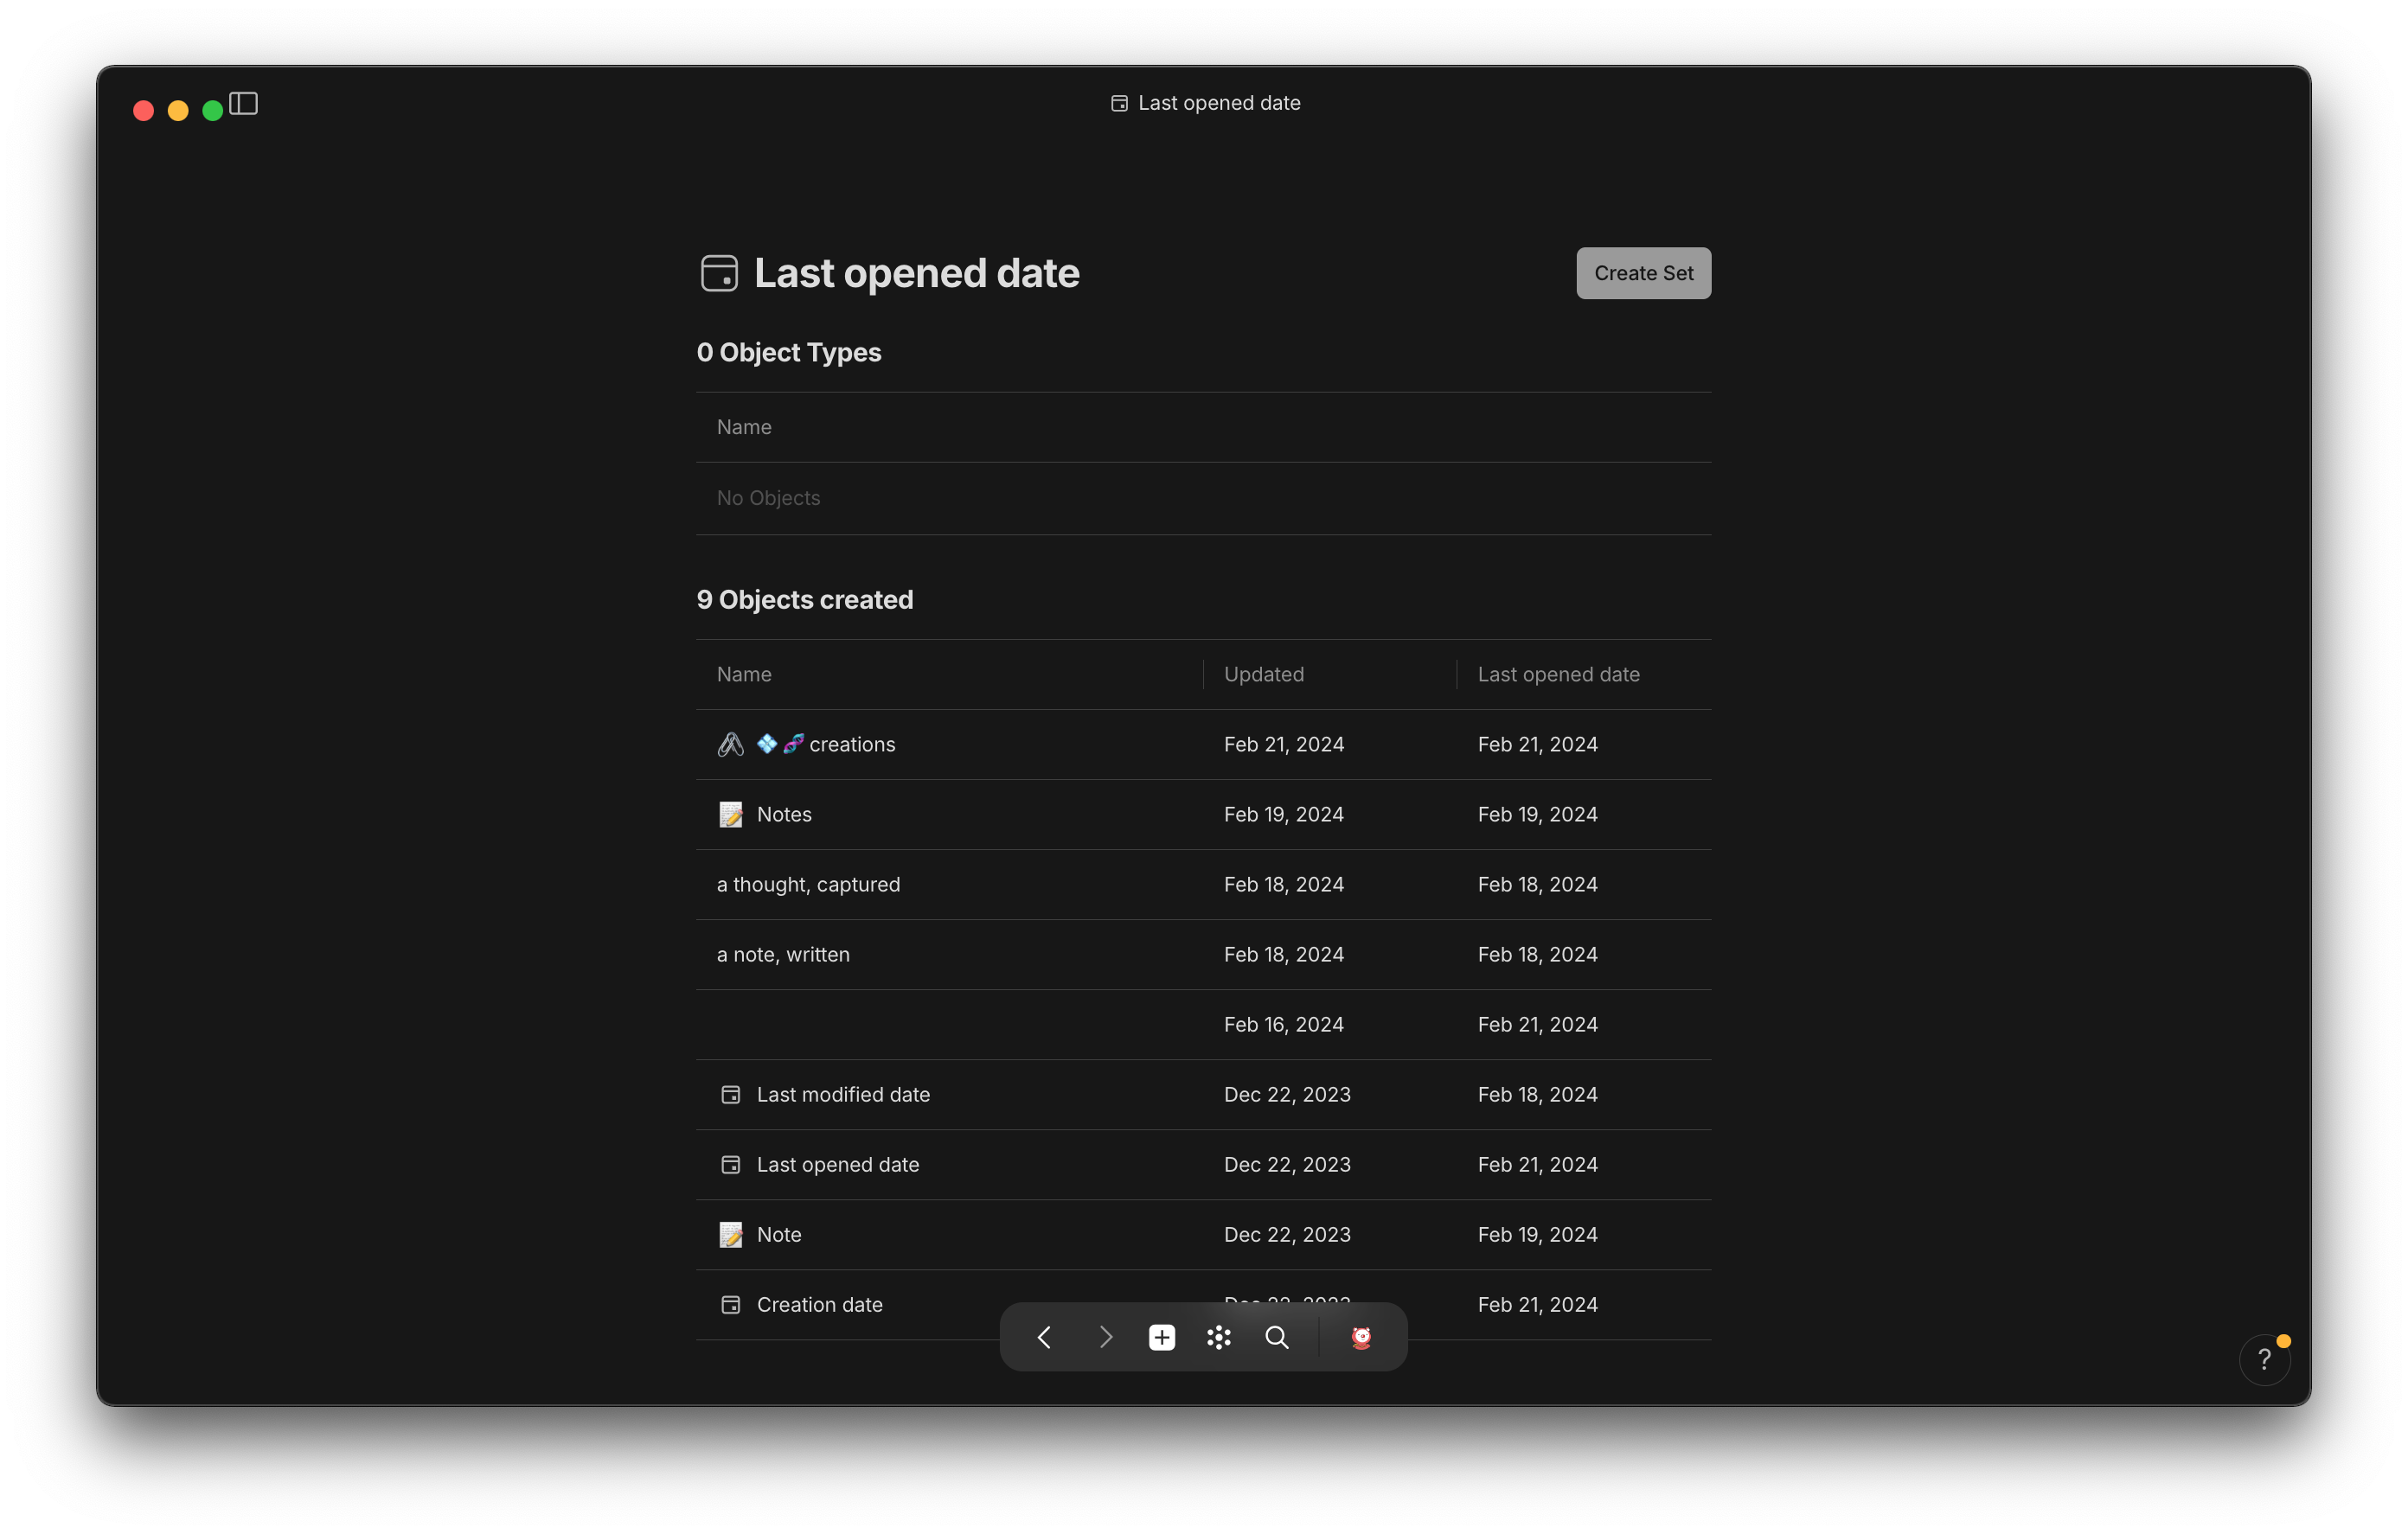 Last opened date
Last opened date
Create Set
0 Object Types
Name
No Objects
9 Objects created
Name Updated Last opened date
creations Feb 21, 2024 Feb 21, 2024
Notes Feb 19, 2024 Feb 19, 2024
a thought, captured Feb 18, 2024 Feb 18, 2024
a note, written Feb 18, 2024 Feb 18, 2024
Feb 16, 2024 Feb 21, 2024
Last modified date Dec 22, 2023 Feb 18, 2024
Last opened date Dec 22, 2023 Feb 21, 2024
Note Dec 22, 2023 Feb 19, 2024
Creation date Dec 22, 2023 Feb 21, 2024
?